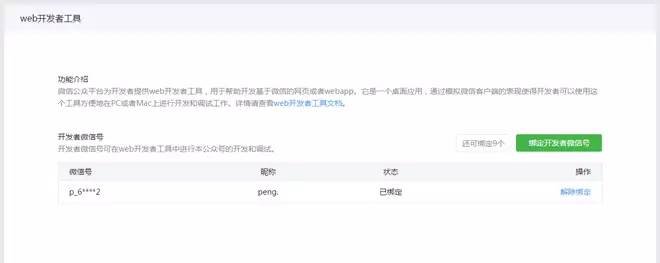 web开发者工具
功能介绍
微信公众平台为开发者提供web开发者工具，用于帮助开发基于微信的网页或者webapp。它是一个桌面应用，通过模拟微信客户端的表现使得开发者可以使用这
个工具方便地在PC或者Mac上进行开发和调试工作。详情请查看web开发者工具文档。
开发者微信号
开发者微信号可在web开发者工具中进行本公众号的开发和调试。
还可绑定9个 绑定开发者微信号
微信号 昵称 状态 操作
p_6****2 peng. 已绑定 解除绑定